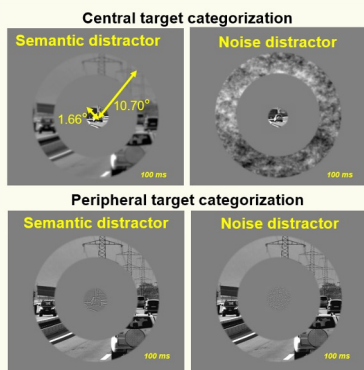 Central target categorization
Semantic distractor
Noise distractor
10.70°
1.66°
100 ms
100 ms
Peripheral target categorization
Semantic distractor
Noise distractor
100 ms
100 ms